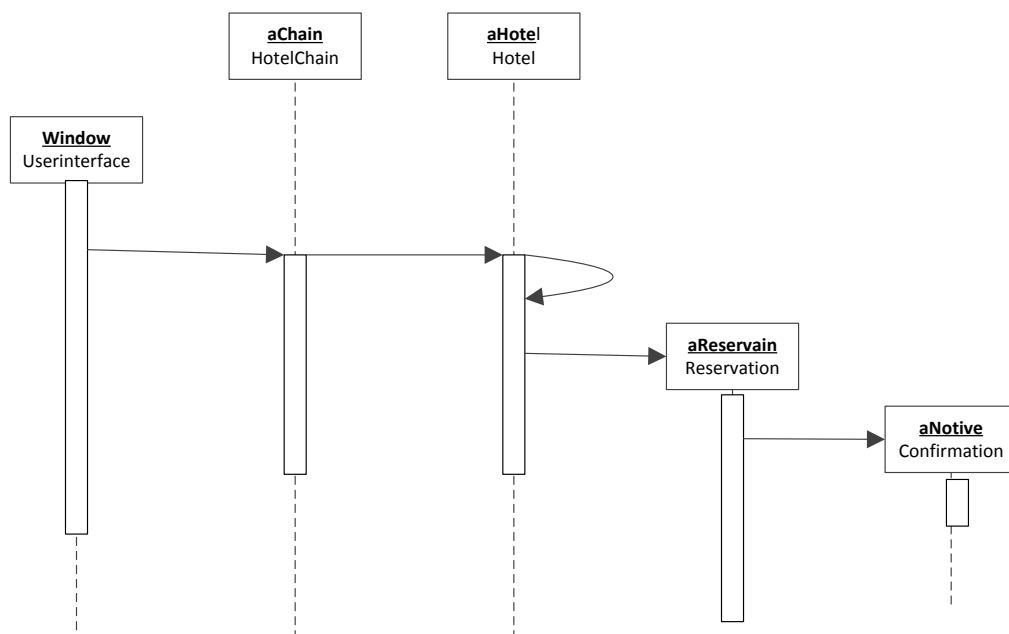 aChain
HotelChain
aHotel
Hotel
Window
Userinterface
aReservain
Reservation
aNotive
Confirmation